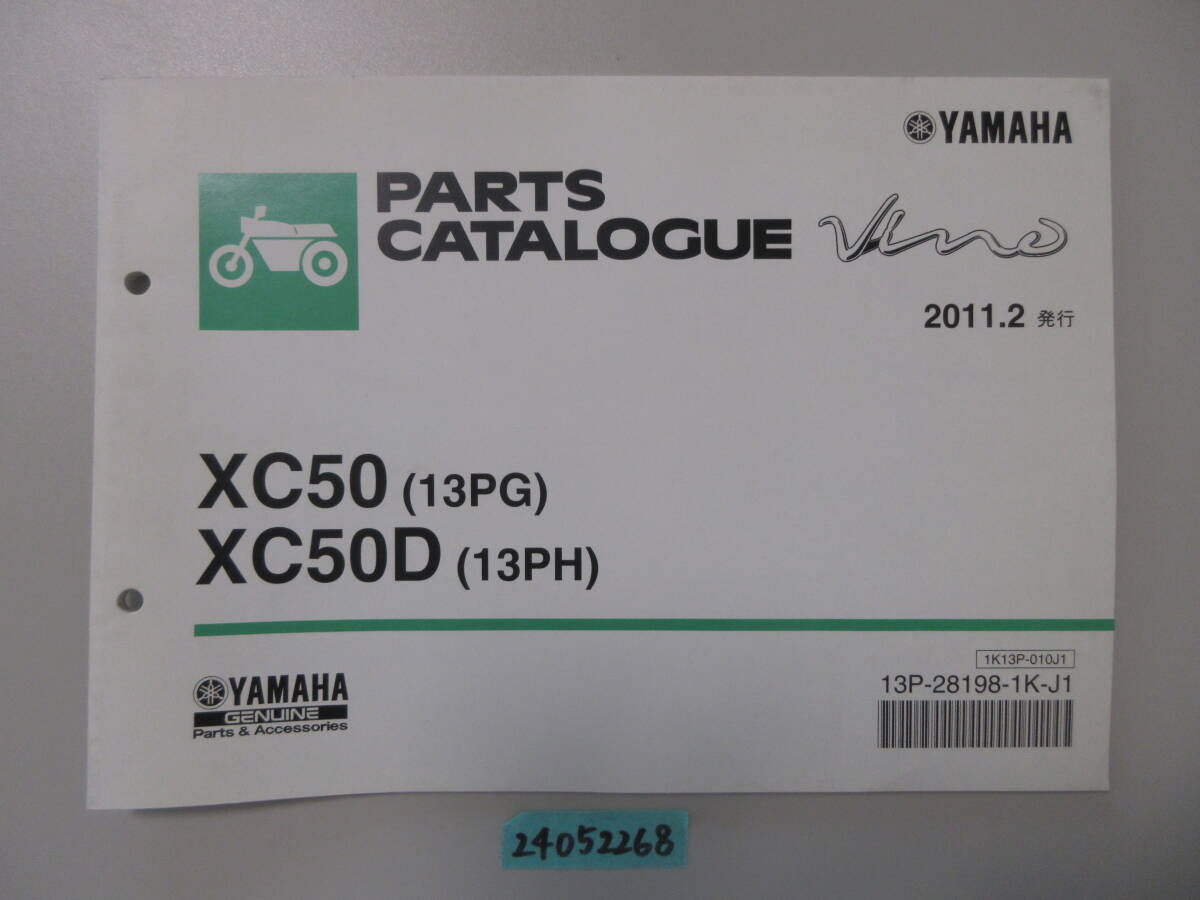 YAMAHA
PARTS
CATALOGUE
Vino
2011.2 発行
XC50 (13PG)
XC50D (13PH)
1K13P-010J1
13P-28198-1K-J1
YAMAHA
GENUINE
Parts & Accessories
24052268